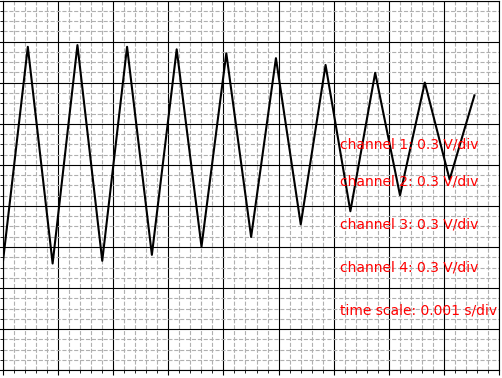 channel 1: 0.3 V/div
channel 2: 0.3 V/div
channel 3: 0.3 V/div
channel 4: 0.3 V/div
time scale: 0.001 s/div